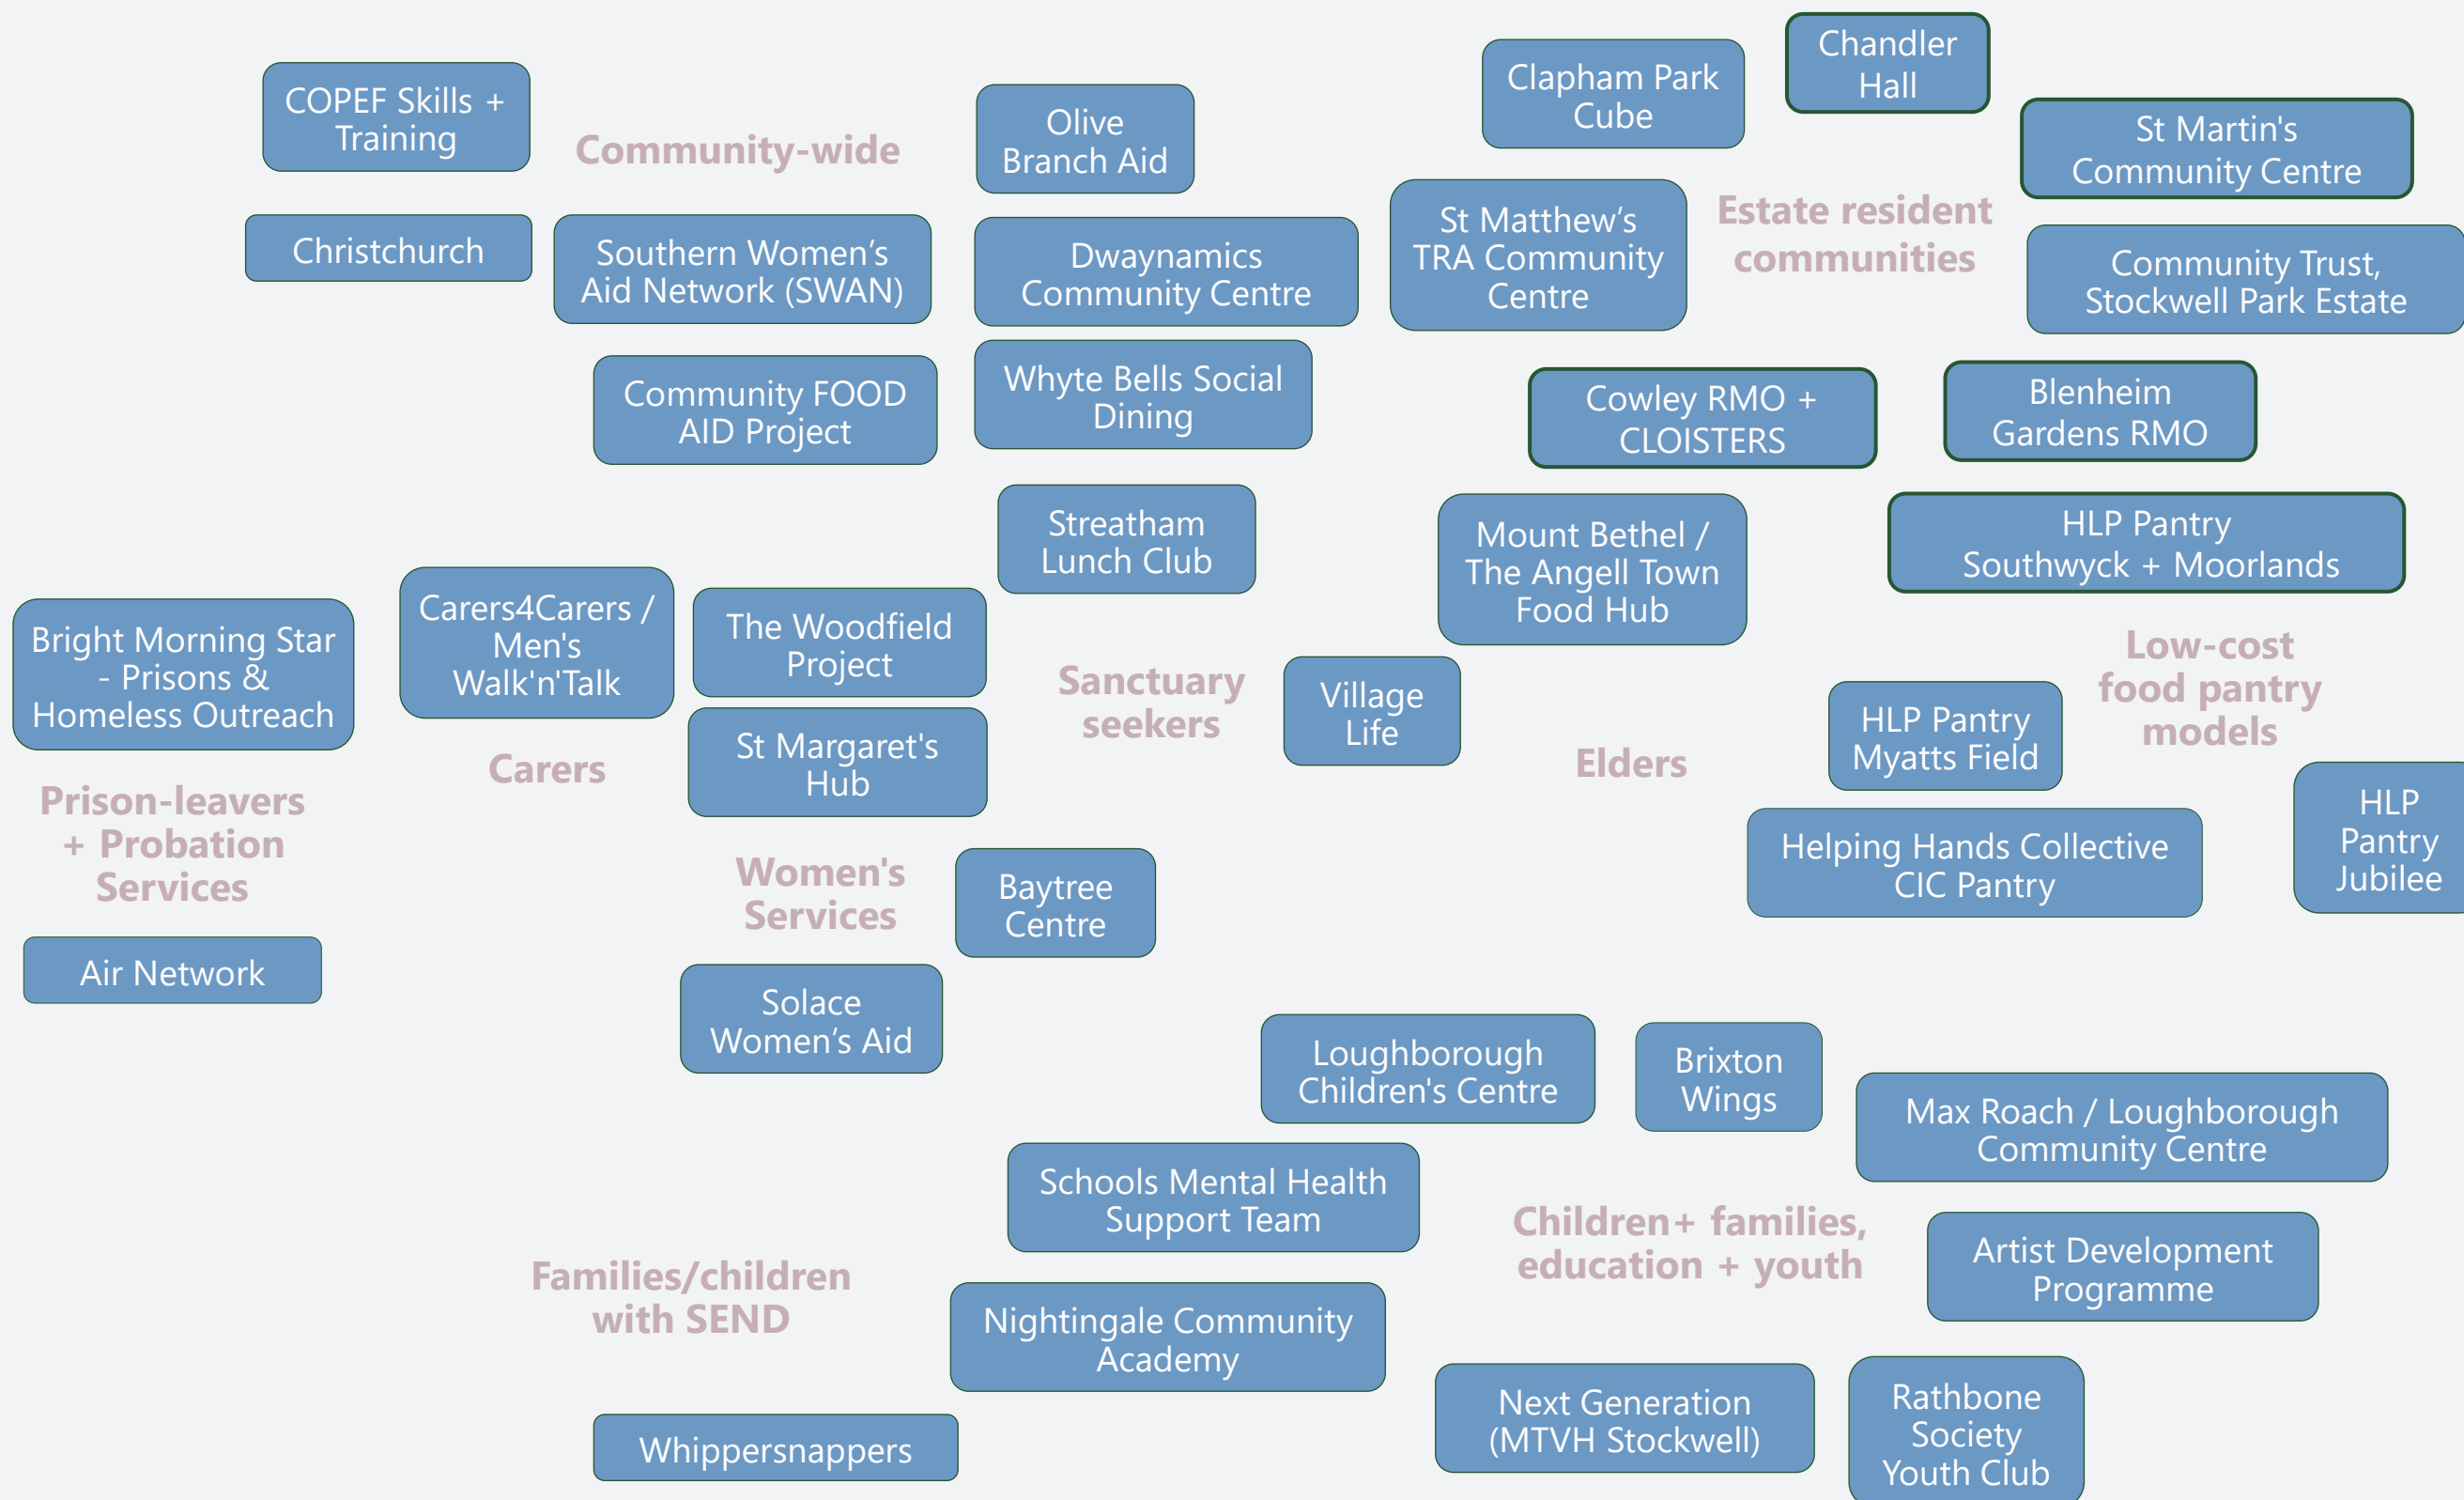 COPEF Skills +
Training
Community-wide
Olive
Branch Aid
Clapham Park
Cube
Chandler
Hall
St Martin's
Community Centre
Christchurch
Southern Women’s
Aid Network (SWAN)
Dwaynamics
Community Centre
St Matthew’s
TRA Community
Centre
Estate resident
communities
Community Trust,
Stockwell Park Estate
Community FOOD
AID Project
Whyte Bells Social
Dining
Cowley RMO +
CLOISTERS
Blenheim
Gardens RMO
Streatham
Lunch Club
Mount Bethel /
The Angell Town
Food Hub
HLP Pantry
Southwyck + Moorlands
Bright Morning Star
- Prisons &
Homeless Outreach
Carers4Carers /
Men's
Walk'n'Talk
The Woodfield
Project
Sanctuary
seekers
Village
Life
Low-cost
food pantry
models
St Margaret's
Hub
Carers
Elders
HLP Pantry
Myatts Field
Prison-leavers
+ Probation
Services
Women's
Services
Baytree
Centre
Helping Hands Collective
CIC Pantry
HLP
Pantry
Jubilee
Air Network
Solace
Women’s Aid
Loughborough
Children's Centre
Brixton
Wings
Max Roach / Loughborough
Community Centre
Schools Mental Health
Support Team
Children+ families,
education + youth
Artist Development
Programme
Families/children
with SEND
Nightingale Community
Academy
Next Generation
(MTVH Stockwell)
Rathbone
Society
Youth Club
Whippersnappers